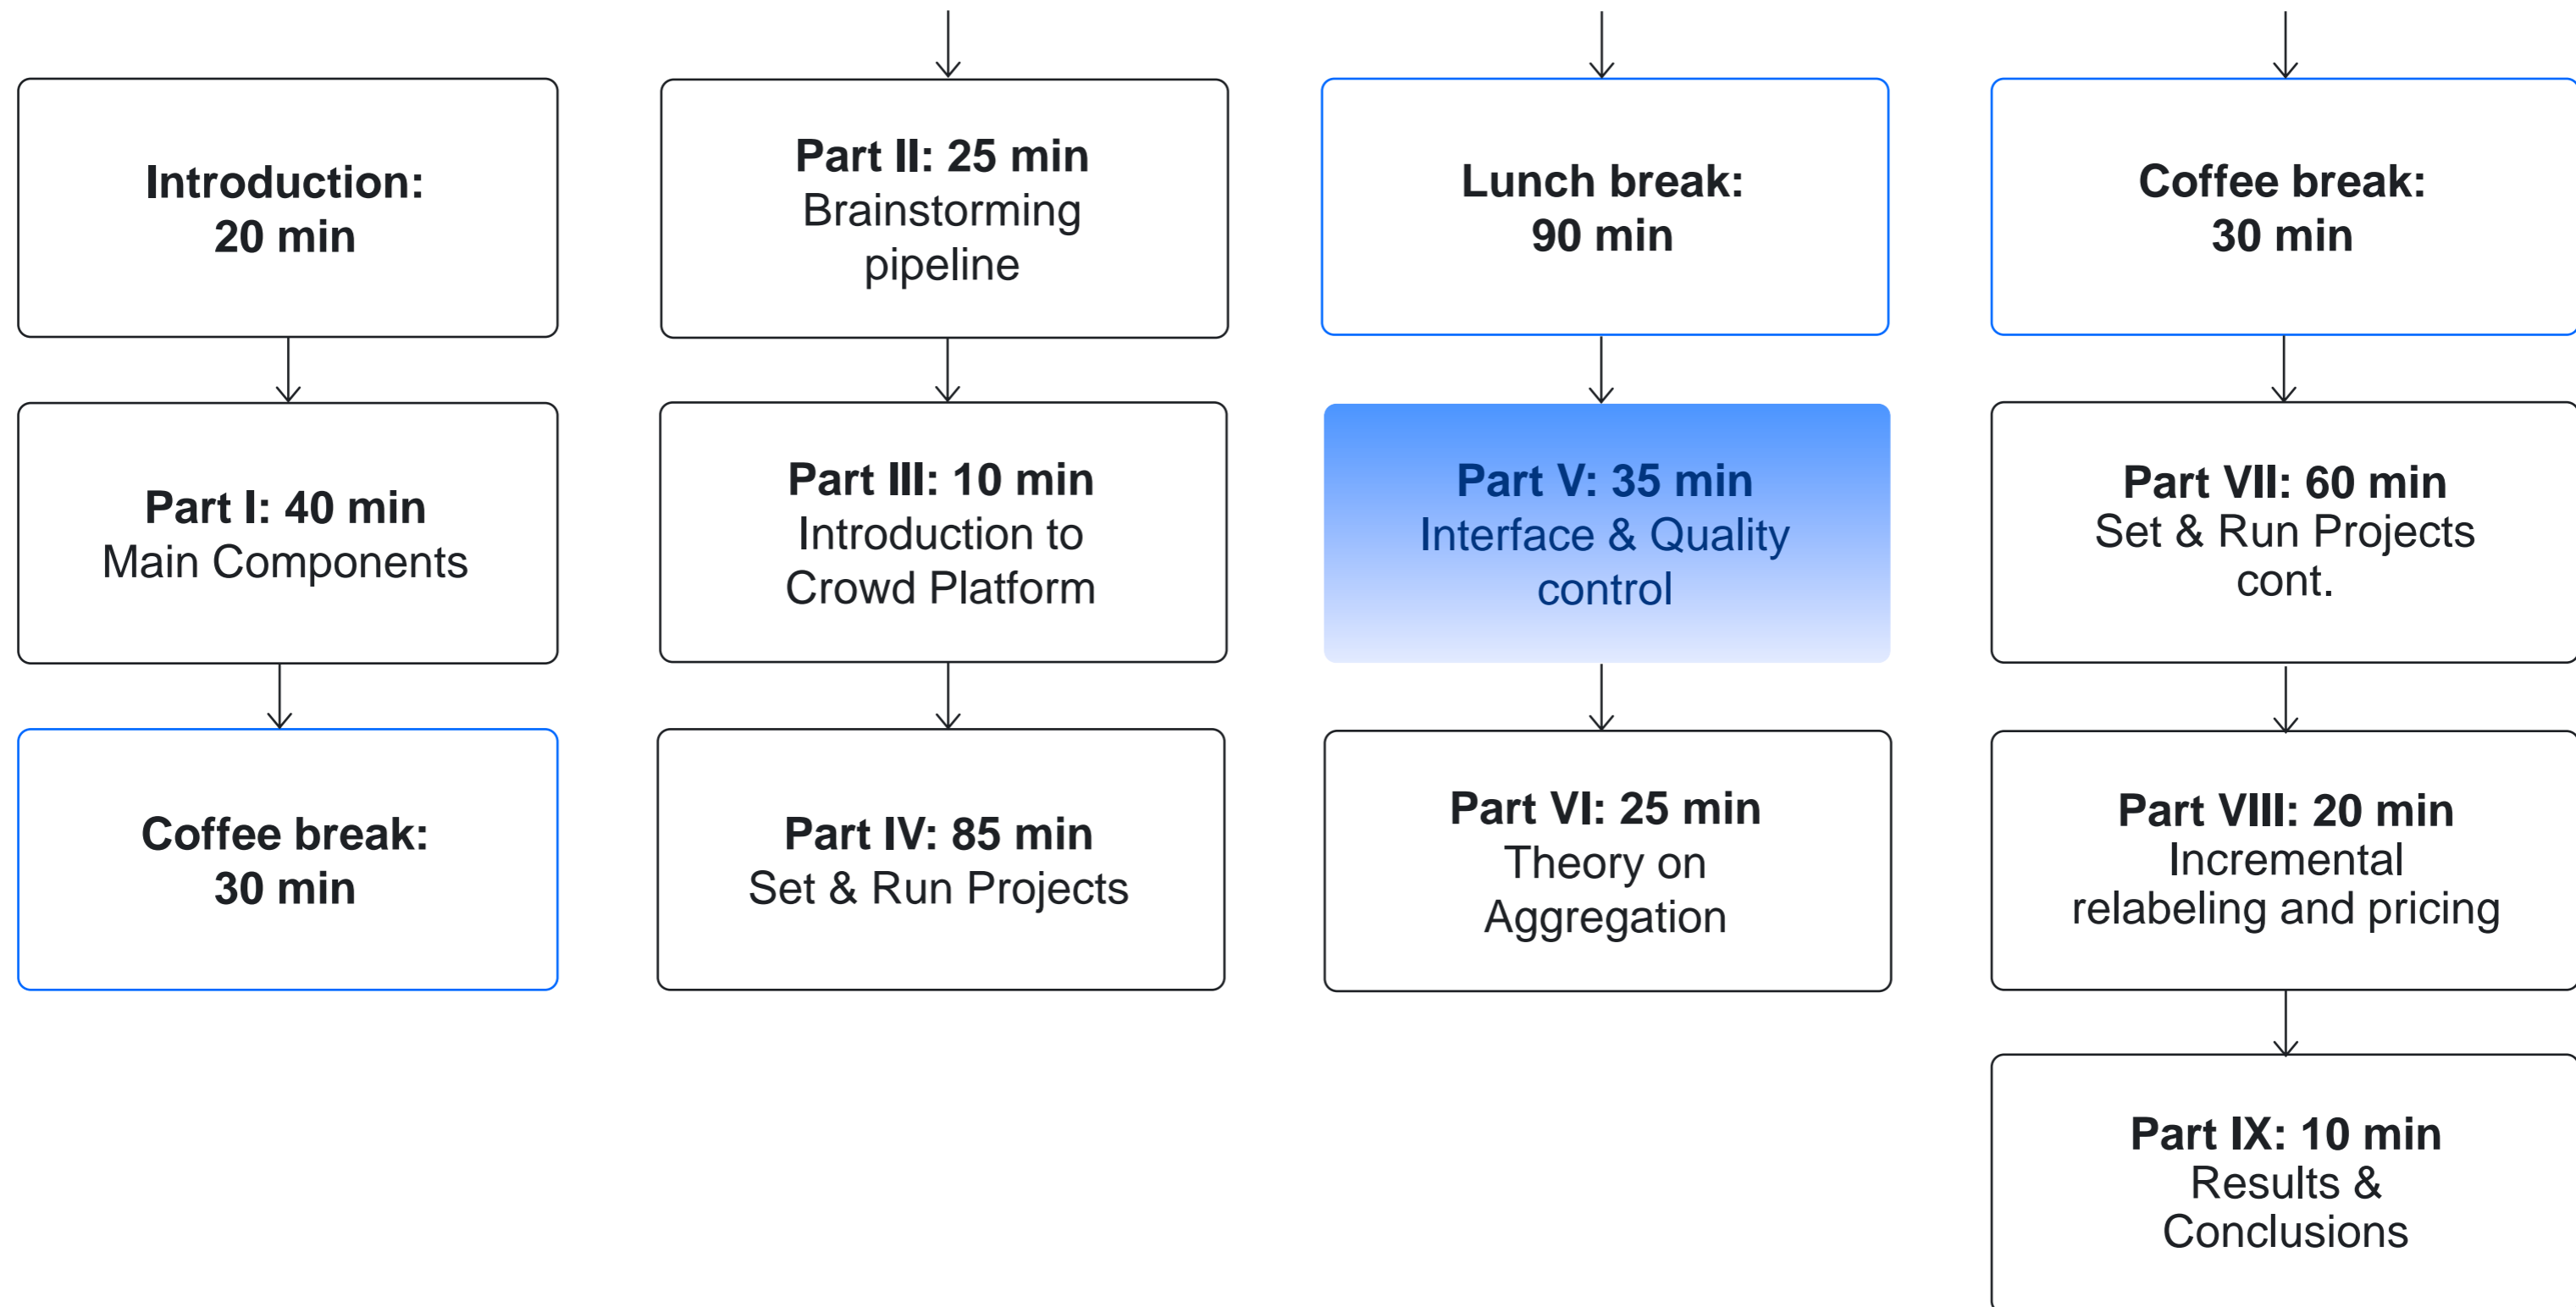 Introduction:
20 min
Part I: 40 min
Main Components
Coffee break:
30 min
Part II: 25 min
Brainstorming
pipeline
Part III: 10 min
Introduction to
Crowd Platform
Part IV: 85 min
Set & Run Projects
Lunch break:
90 min
Part V: 35 min
Interface & Quality
control
Part VI: 25 min
Theory on
Aggregation
Coffee break:
30 min
Part VII: 60 min
Set & Run Projects
cont.
Part VIII: 20 min
Incremental
relabeling and pricing
Part IX: 10 min
Results &
Conclusions